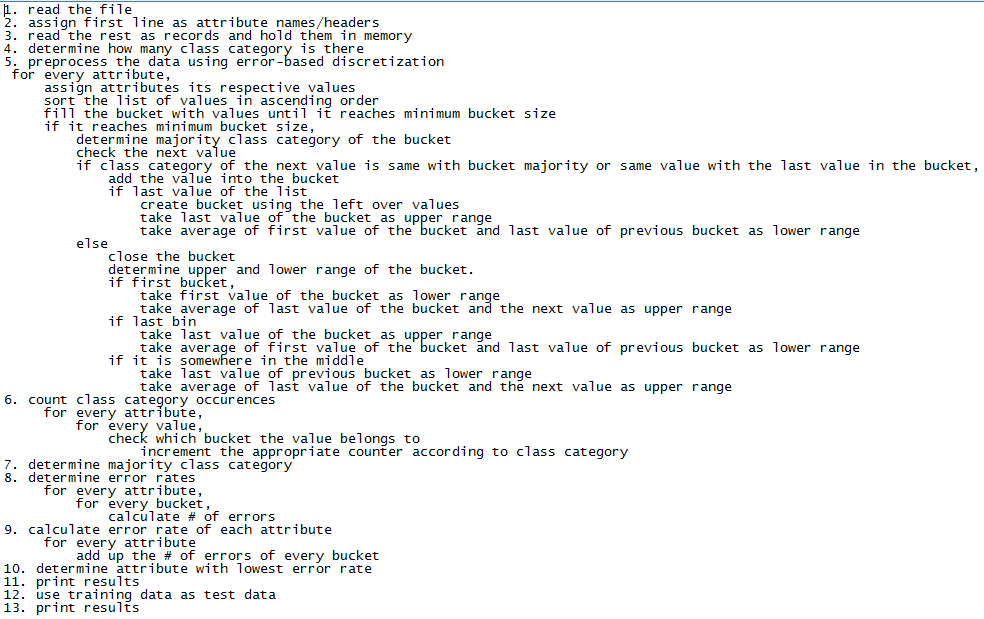 1. read the file
2. assign first line as attribute names/headers
3. read the rest as records and hold them in memory
4. determine how many class category is there
5. preprocess the data using error-based discretization
for every attribute,
assign attributes its respective values
sort the list of values in ascending order
fill the bucket with values until it reaches minimum bucket size
if it reaches minimum bucket size,
determine majority class category of the bucket
check the next value
if class category of the next value is same with bucket majority or same value with the last value in the bucket,
add the value into the bucket
if last value of the list
create bucket using the left over values
take last value of the bucket as upper range
take average of first value of the bucket and last value of previous bucket as lower range
else
close the bucket
determine upper and lower range of the bucket.
if first bucket,
take first value of the bucket as lower range
take average of last value of the bucket and the next value as upper range
if last bin
take last value of the bucket as upper range
take average of first value of the bucket and last value of previous bucket as lower range
if it is somewhere in the middle
take last value of previous bucket as lower range
take average of last value of the bucket and the next value as upper range
6. count class category occurences
for every attribute,
for every value,
check which bucket the value belongs to
increment the appropriate counter according to class category
7. determine majority class category
8. determine error rates
for every attribute,
for every bucket,
calculate # of errors
9. calculate error rate of each attribute
for every attribute
add up the # of errors of every bucket
10. determine attribute with lowest error rate
11. print results
12. use training data as test data
13. print results